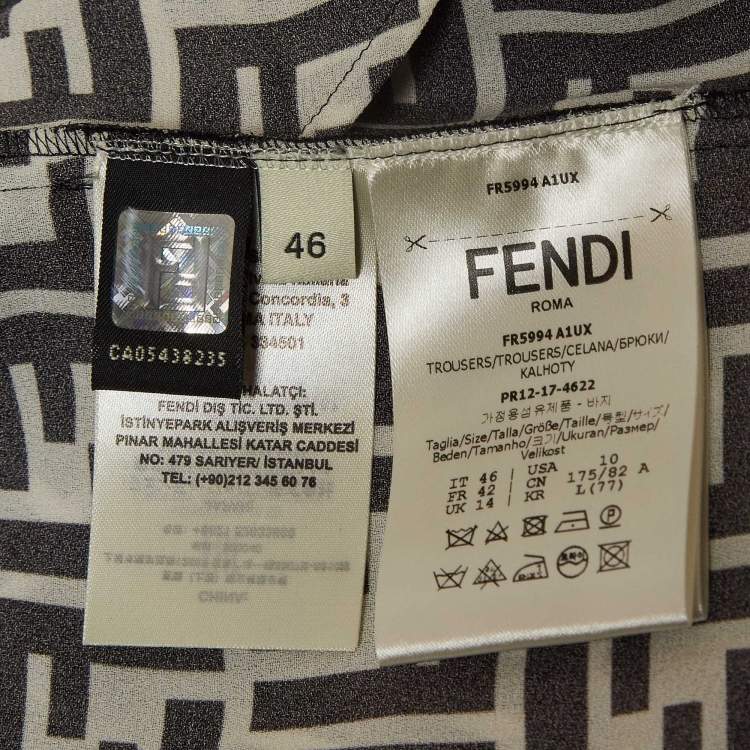 CA05438235
46
Concordia, 3
ITALY
HALATÇI:
FENDİ DIŞ TİC. LTD. ŞTİ.
İSTİNYEPARK ALIŞVERİŞ MERKEZİ
PINAR MAHALLESİ KATAR CADDESİ
NO: 479 SARIYER/ İSTANBUL
TEL: (+90)212 345 60 76
FR5994 A1UX
FENDI
ROMA
FR5994 A1UX
TROUSERS/TROUSERS/CELANA/БРЮКИ/
KALHOTY
PR12-17-4622
가정용섬유제품 - 바지
Taglia/Size/Talla/Größe/Taille/號型/サイズ/
Beden/Tamanho/크기/Ukuran/Размер/
Velikost
IT 46 USA 10
FR 42 CN 175/82 A
UK 14 KR L(77)